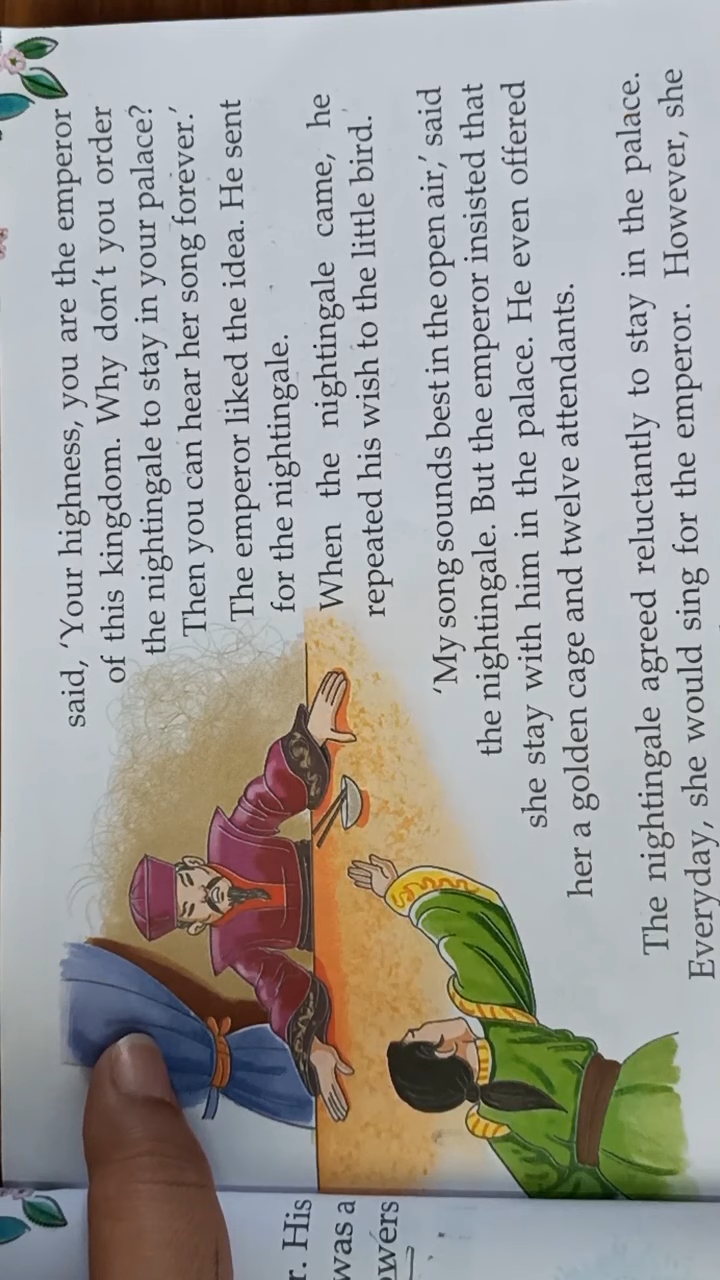 r. His
was a
owers
said, ‘Your highness, you are the emperor
of this kingdom. Why don’t you order
the nightingale to stay in your palace?
Then you can hear her song forever.’
The emperor liked the idea. He sent
for the nightingale.
When the nightingale came, he
repeated his wish to the little bird.
‘My song sounds best in the open air,’ said
the nightingale. But the emperor insisted that
she stay with him in the palace. He even offered
her a golden cage and twelve attendants.
The nightingale agreed reluctantly to stay in the palace.
Everyday, she would sing for the emperor. However, she